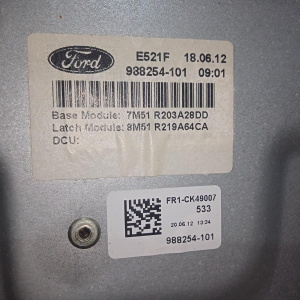 Ford
E521F 18.06.12
988254-101 09:01
Base Module: 7M51 R203A28DD
Latch Module: 8M51 R219A64CA
DCU:
FR1-CK49007
533
20.06.12 13:34
988254-101